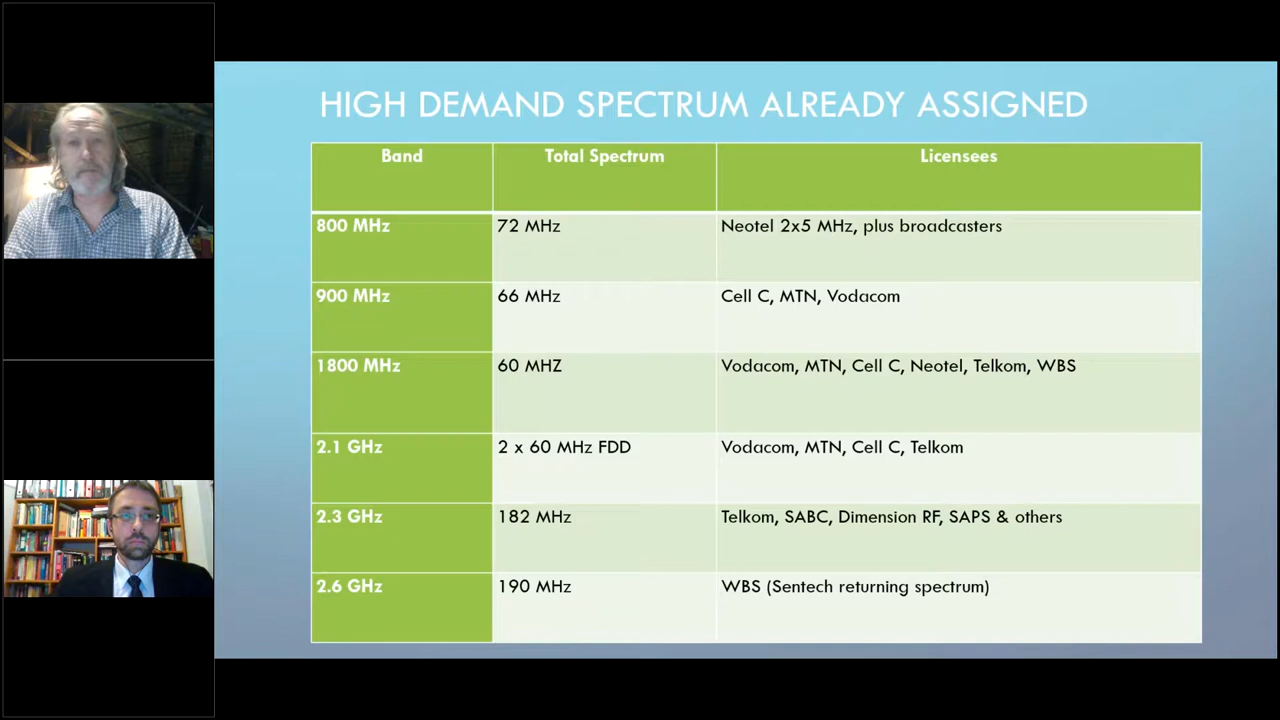 HIGH DEMAND SPECTRUM ALREADY ASSIGNED
Band Total Spectrum Licensees
800 MHz 72 MHz Neotel 2x5 MHz, plus broadcasters
900 MHz 66 MHz Cell C, MTN, Vodacom
1800 MHz 60 MHZ Vodacom, MTN, Cell C, Neotel, Telkom, WBS
2.1 GHz 2 x 60 MHz FDD Vodacom, MTN, Cell C, Telkom
2.3 GHz 182 MHz Telkom, SABC, Dimension RF, SAPS & others
2.6 GHz 190 MHz WBS (Sentech returning spectrum)